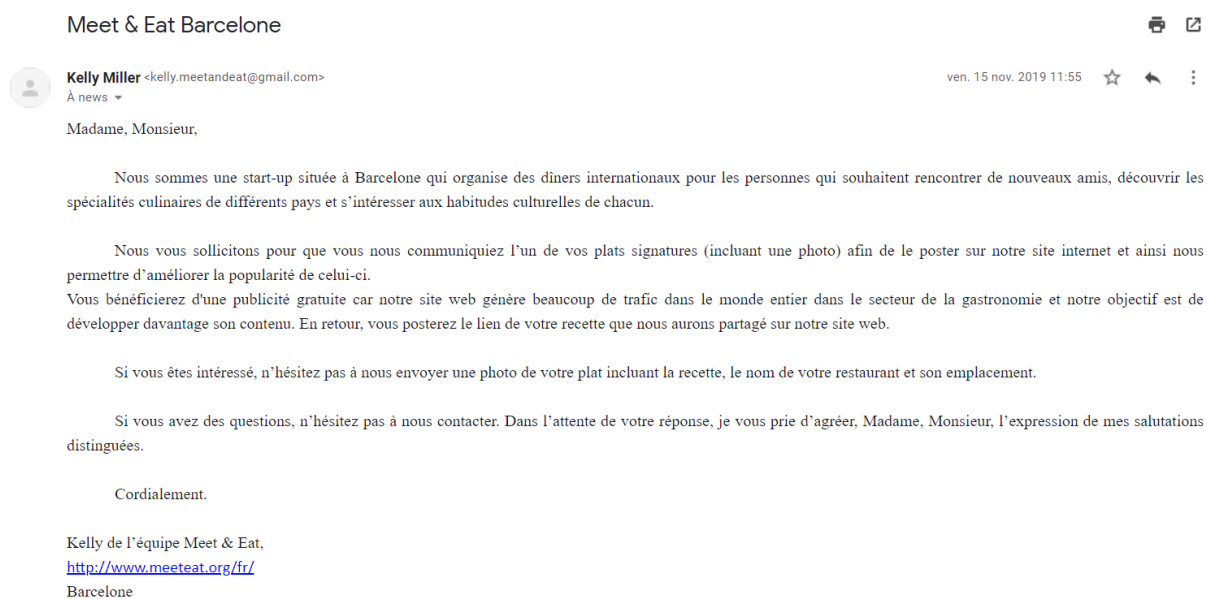 Meet & Eat Barcelone
Kelly Miller <kelly.meetandeat@gmail.com>
ven. 15 nov. 2019 11:55
À news
Madame, Monsieur,
Nous sommes une start-up située à Barcelone qui organise des dîners internationaux pour les personnes qui souhaitent rencontrer de nouveaux amis, découvrir les
spécialités culinaires de différents pays et s’intéresser aux habitudes culturelles de chacun.
Nous vous sollicitons pour que vous nous communiquiez l’un de vos plats signatures (incluant une photo) afin de le poster sur notre site internet et ainsi nous
permettre d’améliorer la popularité de celui-ci.
Vous bénéficierez d'une publicité gratuite car notre site web génère beaucoup de trafic dans le monde entier dans le secteur de la gastronomie et notre objectif est de
développer davantage son contenu. En retour, vous posterez le lien de votre recette que nous aurons partagé sur notre site web.
Si vous êtes intéressé, n’hésitez pas à nous envoyer une photo de votre plat incluant la recette, le nom de votre restaurant et son emplacement.
Si vous avez des questions, n’hésitez pas à nous contacter. Dans l’attente de votre réponse, je vous prie d’agréer, Madame, Monsieur, l’expression de mes salutations
distinguées.
Cordialement.
Kelly de l’équipe Meet & Eat,
http://www.meeteat.org/fr/
Barcelone